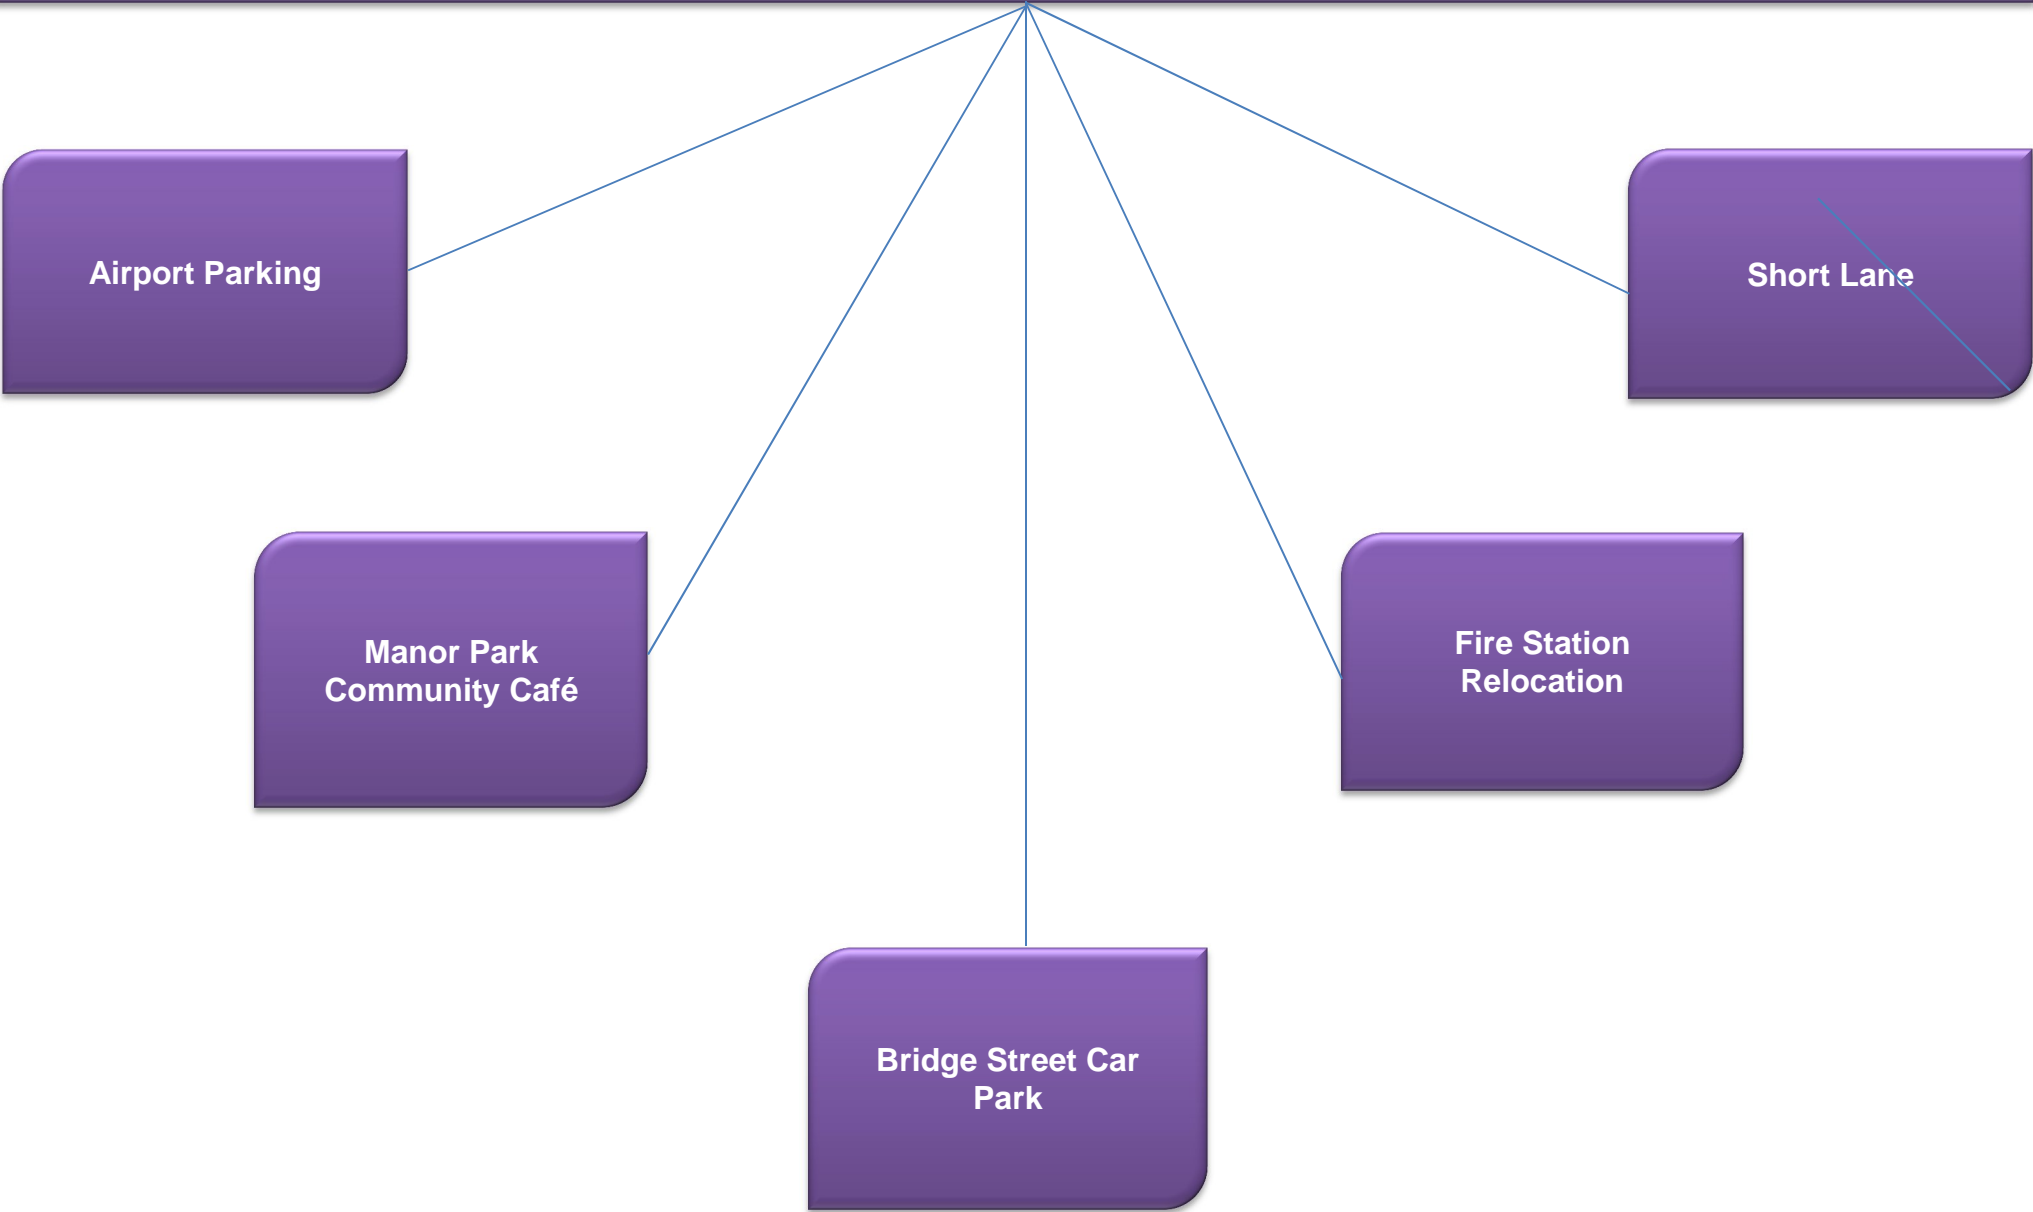 Airport Parking
Short Lane
Manor Park
Community Café
Fire Station
Relocation
Bridge Street Car
Park